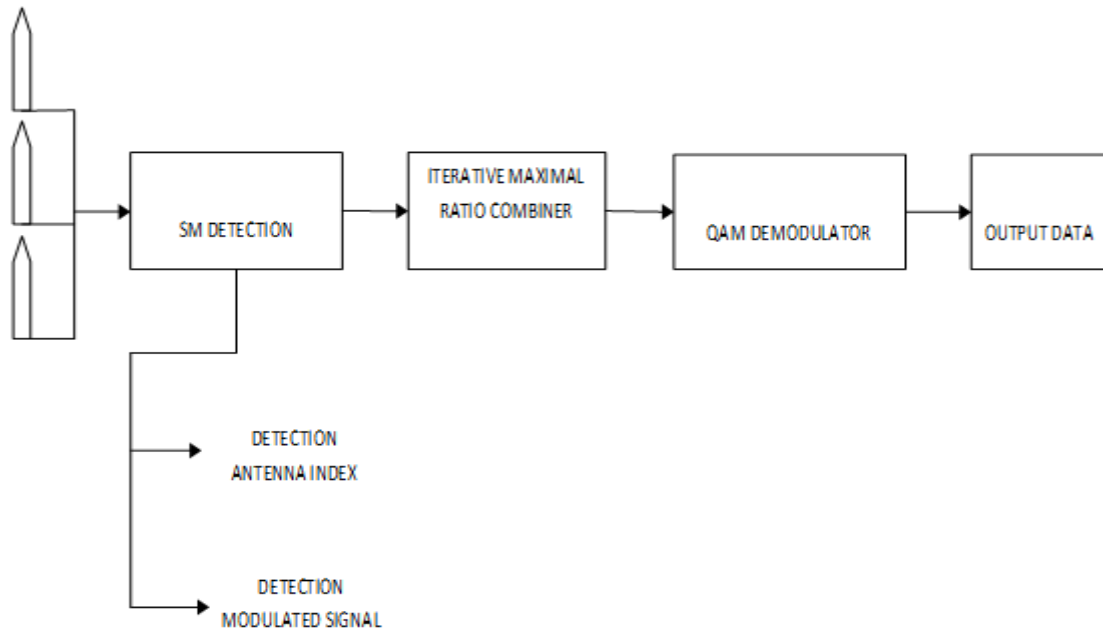 SM DETECTION
ITERATIVE MAXIMAL
RATIO COMBINER
QAM DEMODULATOR
OUTPUT DATA
DETECTION
ANTENNA INDEX
DETECTION
MODULATED SIGNAL